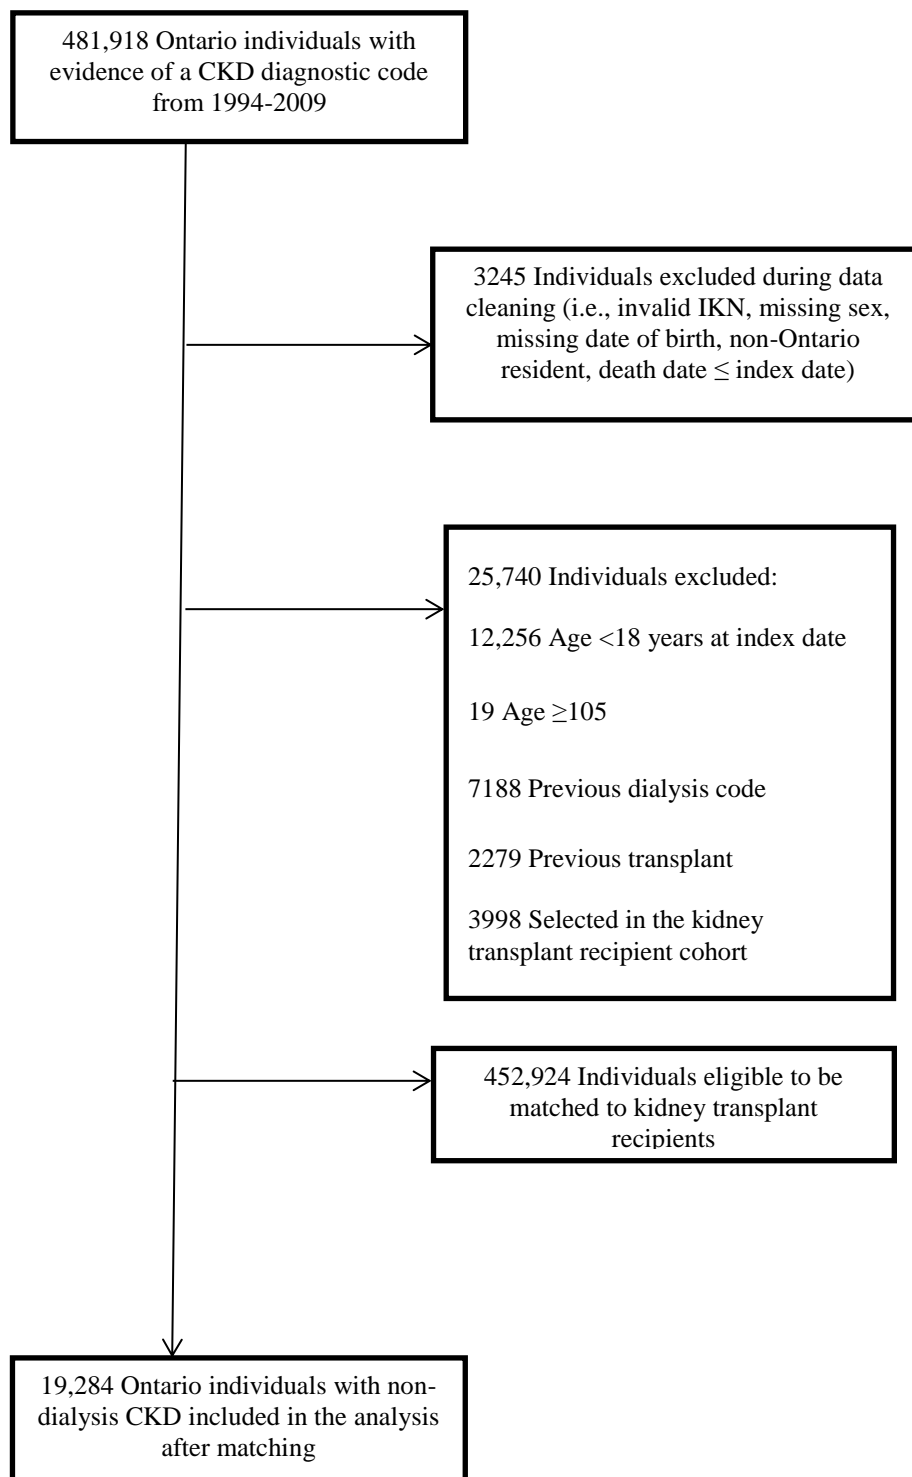 481,918 Ontario individuals with
evidence of a CKD diagnostic code
from 1994-2009
3245 Individuals excluded during data
cleaning (i.e., invalid IKN, missing sex,
missing date of birth, non-Ontario
resident, death date ≤ index date)
25,740 Individuals excluded:
12,256 Age <18 years at index date
19 Age ≥105
7188 Previous dialysis code
2279 Previous transplant
3998 Selected in the kidney
transplant recipient cohort
452,924 Individuals eligible to be
matched to kidney transplant
recipients
19,284 Ontario individuals with non-
dialysis CKD included in the analysis
after matching